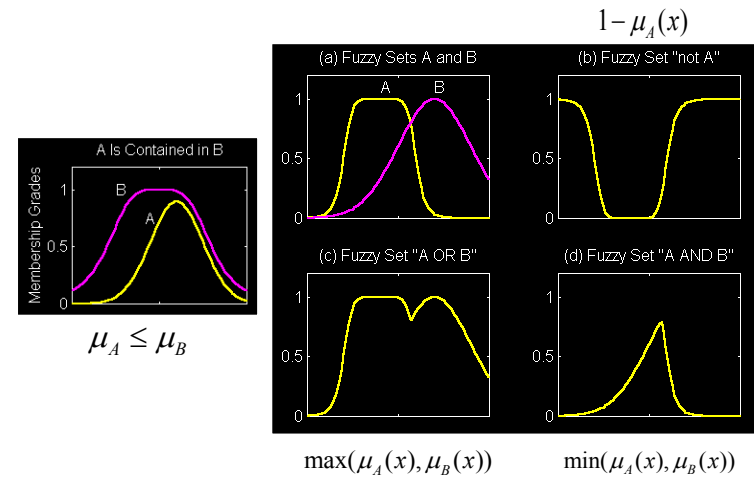 1 − μ_A(x)
(a) Fuzzy Sets A and B
(b) Fuzzy Set "not A"
A B
1
0.5
0
1
0.5
0
A Is Contained in B
Membership Grades
B
A
1
0.5
0
μ_A ≤ μ_B
(c) Fuzzy Set "A OR B"
(d) Fuzzy Set "A AND B"
1
0.5
0
1
0.5
0
max(μ_A(x), μ_B(x))
min(μ_A(x), μ_B(x))